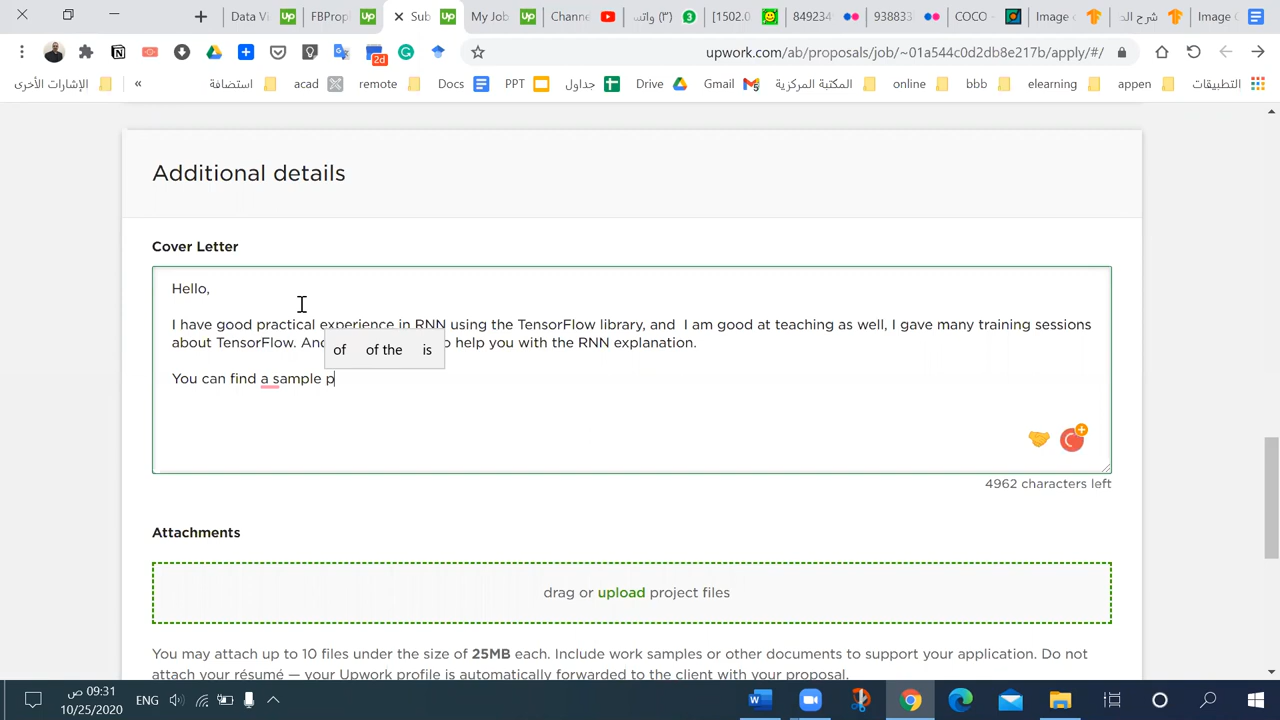 Data Vi
GBProp
Sub
My Job
hanne
(٣) واتس
3
[1502.0
849234
938833
COCO
Image
شرح الد
Image C
2d
upwork.com/ab/proposals/job/~01a544c0d2db8e217b/apply/#/
الإشارات الأخرى
«
استضافة
acad
remote
Docs
PPT
جداول
Drive
Gmail
المكتبة المركزية
online
bbb
elearning
appen
التطبيقات
Additional details
Cover Letter
Hello,
I have good practical experience in RNN using the TensorFlow library, and I am good at teaching as well, I gave many training sessions
about TensorFlow. And
help you with the RNN explanation.
of of the is
You can find a sample p
4962 characters left
Attachments
drag or upload project files
You may attach up to 10 files under the size of 25MB each. Include work samples or other documents to support your application. Do not
attach your résumé — your Upwork profile is automatically forwarded to the client with your proposal.
09:31 ص
ENG
10/25/2020